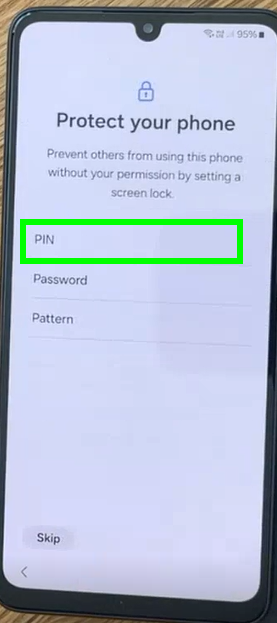 95%
Protect your phone
Prevent others from using this phone
without your permission by setting a
screen lock.
PIN
Password
Pattern
Skip